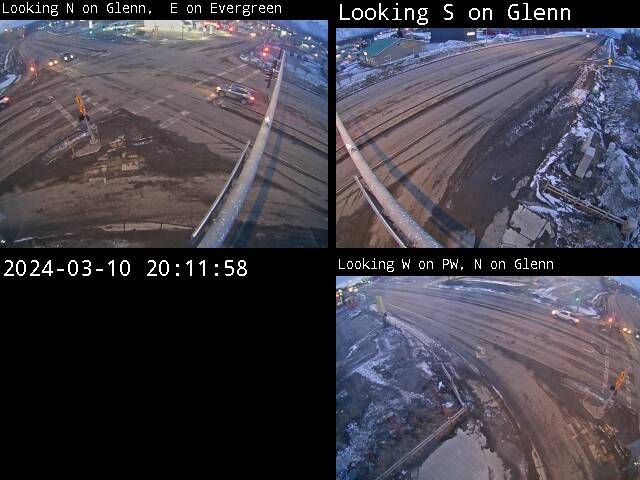 Looking N on Glenn, E on Evergreen
Looking S on Glenn
2024-03-10 20:11:58
Looking W on PW, N on Glenn